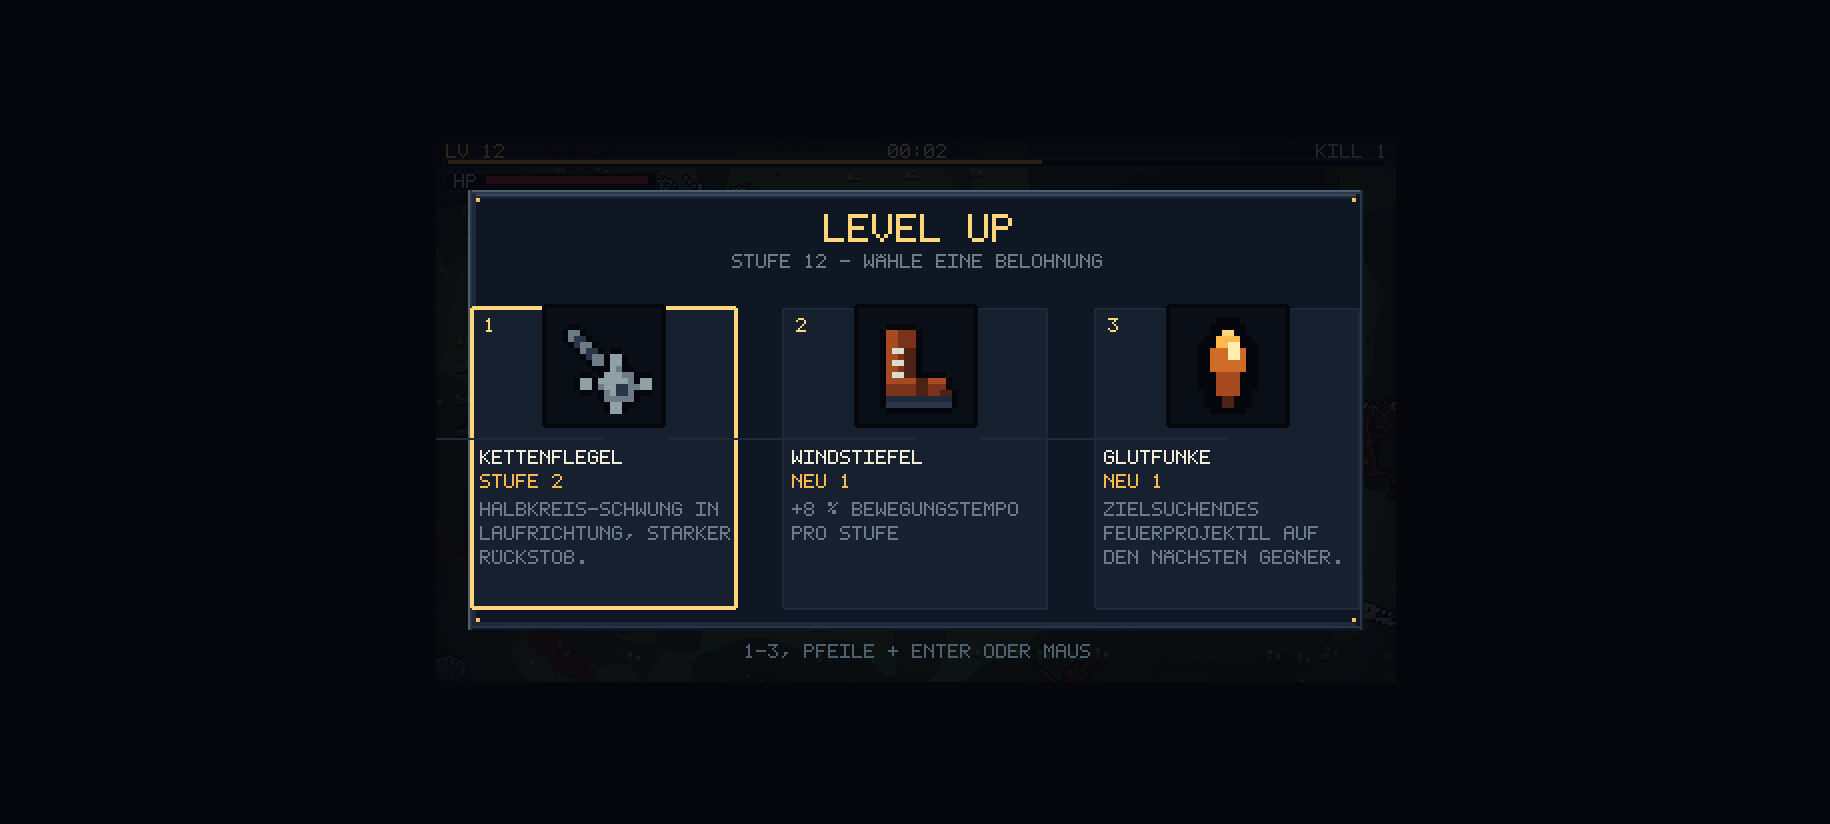 LV 12
00:02
KILL 1
HP
LEVEL UP
STUFE 12 - WÄHLE EINE BELOHNUNG
1
2
3
KETTENFLEGEL
STUFE 2
HALBKREIS-SCHWUNG IN
LAUFRICHTUNG, STARKER
RÜCKSTOB.
WINDSTIEFEL
NEU 1
+8 % BEWEGUNGSTEMPO
PRO STUFE
GLUTFUNKE
NEU 1
ZIELSUCHENDES
FEUERPROJEKTIL AUF
DEN NÄCHSTEN GEGNER.
1-3, PFEILE + ENTER ODER MAUS